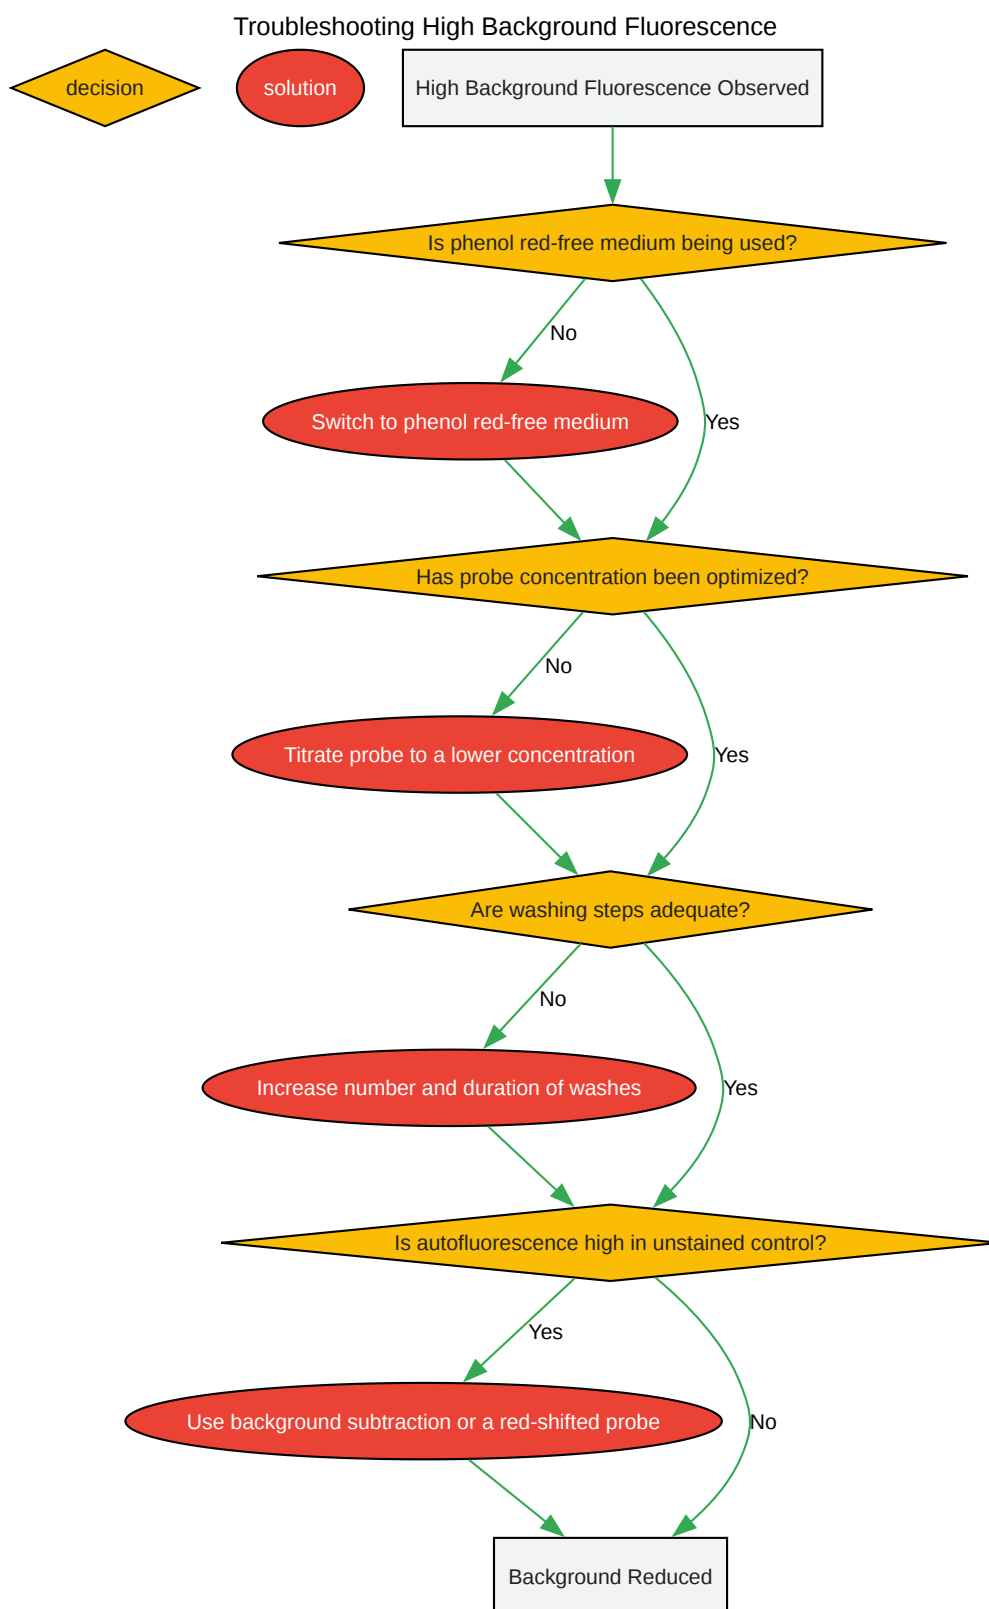 Troubleshooting High Background Fluorescence
decision
solution
High Background Fluorescence Observed
Is phenol red-free medium being used?
No
Switch to phenol red-free medium
Yes
Has probe concentration been optimized?
No
Titrate probe to a lower concentration
Yes
Are washing steps adequate?
No
Increase number and duration of washes
Yes
Is autofluorescence high in unstained control?
Yes
Use background subtraction or a red-shifted probe
No
Background Reduced